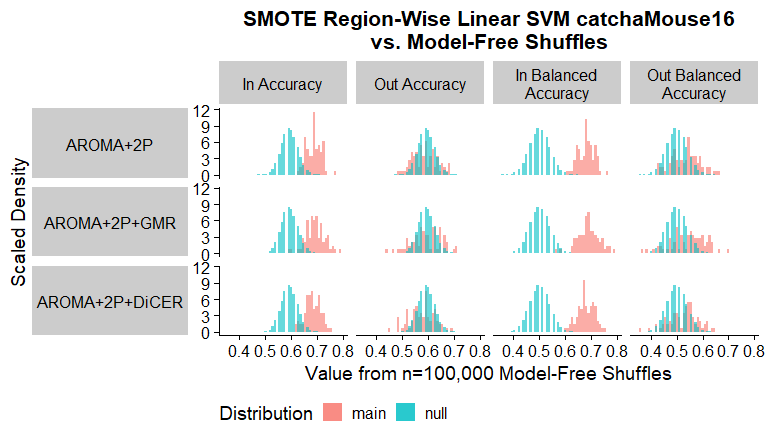 SMOTE Region-Wise Linear SVM catchaMouse16
vs. Model-Free Shuffles
In Accuracy
Out Accuracy
In Balanced
Accuracy
Out Balanced
Accuracy
Scaled Density
AROMA+2P
12
9
6
3
0
AROMA+2P+GMR
12
9
6
3
0
AROMA+2P+DiCER
12
9
6
3
0
0.4 0.5 0.6 0.7 0.8 0.4 0.5 0.6 0.7 0.8 0.4 0.5 0.6 0.7 0.8 0.4 0.5 0.6 0.7 0.8
Value from n=100,000 Model-Free Shuffles
Distribution main null